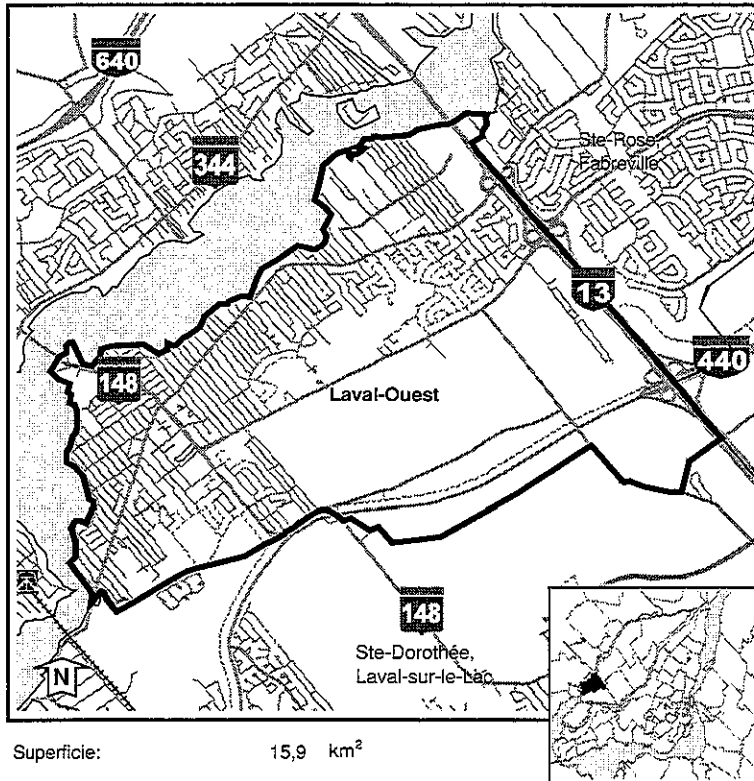 640
344
Ste-Rose,
Fabreville
13
440
148
Laval-Ouest
148
Ste-Dorothée,
Laval-sur-le-Lac
N
Superficie: 15,9 km²